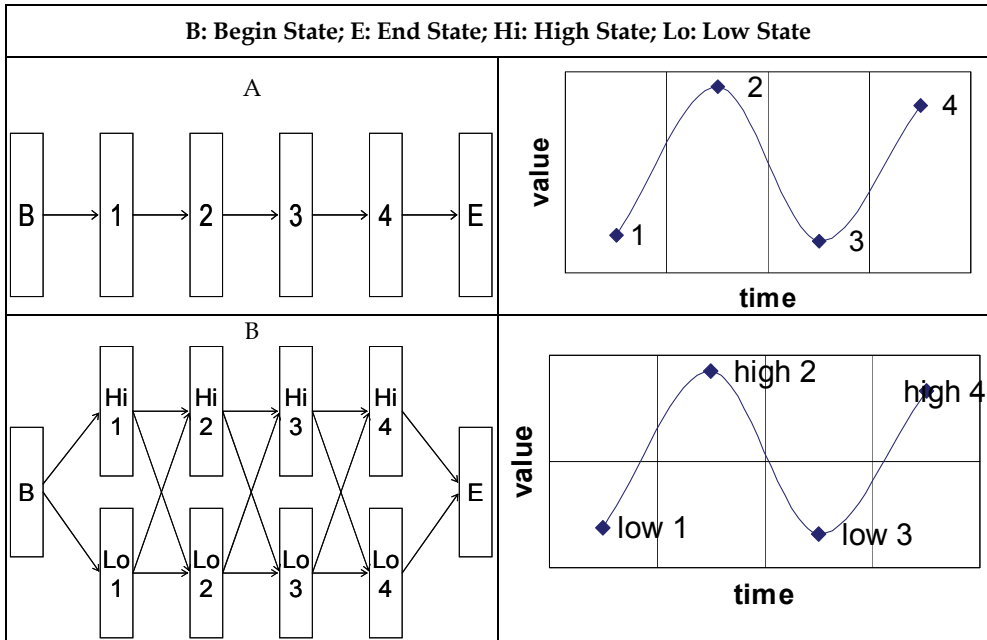 B: Begin State; E: End State; Hi: High State; Lo: Low State
A
B 1 2 3 4 E
value
1 2 3 4
time
B
B
Hi 1 Hi 2 Hi 3 Hi 4
Lo 1 Lo 2 Lo 3 Lo 4
E
value
high 2
high 4
low 1
low 3
time